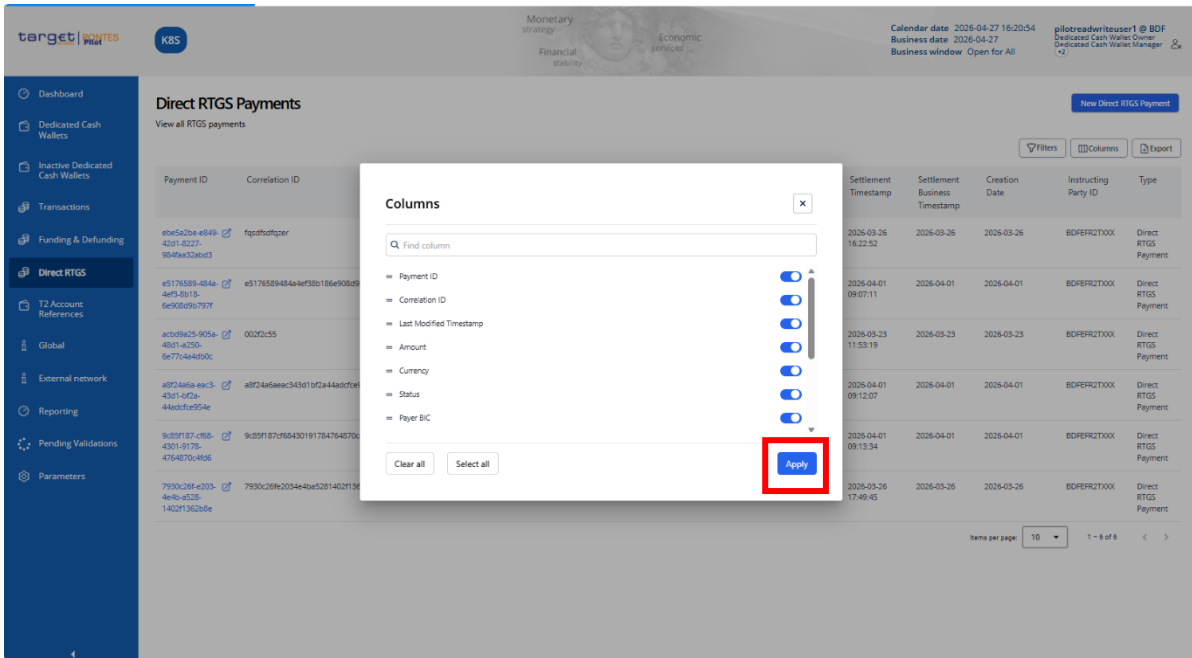 target | PONTES
Pilot
K8S
Monetary
strategy
Economic
services
Financial
stability
Calendar date 2026-04-27 16:20:54
Business date 2026-04-27
Business window Open for All
pilotreadwriteuser1 @ BDF
Dedicated Cash Wallet Owner
Dedicated Cash Wallet Manager
+2
Dashboard
Dedicated Cash
Wallets
Inactive Dedicated
Cash Wallets
Transactions
Funding & Defunding
Direct RTGS
T2 Account
References
Global
External network
Reporting
Pending Validations
Parameters
Direct RTGS Payments
View all RTGS payments
New Direct RTGS Payment
Filters
Columns
Export
Payment ID
Correlation ID
Settlement
Timestamp
Settlement
Business
Timestamp
Creation
Date
Instructing
Party ID
Type
ebe5a2be-e849-
42d1-8227-
984faa32abd3
fqsdfsdfqzer
2026-03-26
16:22:52
2026-03-26
2026-03-26
BDFEFR2TXXX
Direct
RTGS
Payment
e5176589-484a-
4ef3-8b18-
6e908d9b797f
e5176589484a4ef38b186e908d9
2026-04-01
09:07:11
2026-04-01
2026-04-01
BDFEFR2TXXX
Direct
RTGS
Payment
acbd9a25-905a-
48d1-a250-
6e77c4e4db0c
002f2c55
2026-03-23
11:53:19
2026-03-23
2026-03-23
BDFEFR2TXXX
Direct
RTGS
Payment
a8f24a6a-eac3-
43d1-bf2a-
44adcfce954e
a8f24a6aeac343d1bf2a44adcfce9
2026-04-01
09:12:07
2026-04-01
2026-04-01
BDFEFR2TXXX
Direct
RTGS
Payment
9c85f187-cf68-
4301-9178-
4764870c4fd6
9c85f187cf68430191784764870c
2026-04-01
09:13:34
2026-04-01
2026-04-01
BDFEFR2TXXX
Direct
RTGS
Payment
7930c26f-e203-
4e4b-a528-
1402f1362b8e
7930c26fe2034e4ba5281402f136
2026-03-26
17:49:45
2026-03-26
2026-03-26
BDFEFR2TXXX
Direct
RTGS
Payment
Columns
Find column
Payment ID
Correlation ID
Last Modified Timestamp
Amount
Currency
Status
Payer BIC
Clear all
Select all
Apply
Items per page:
10
1 – 6 of 6